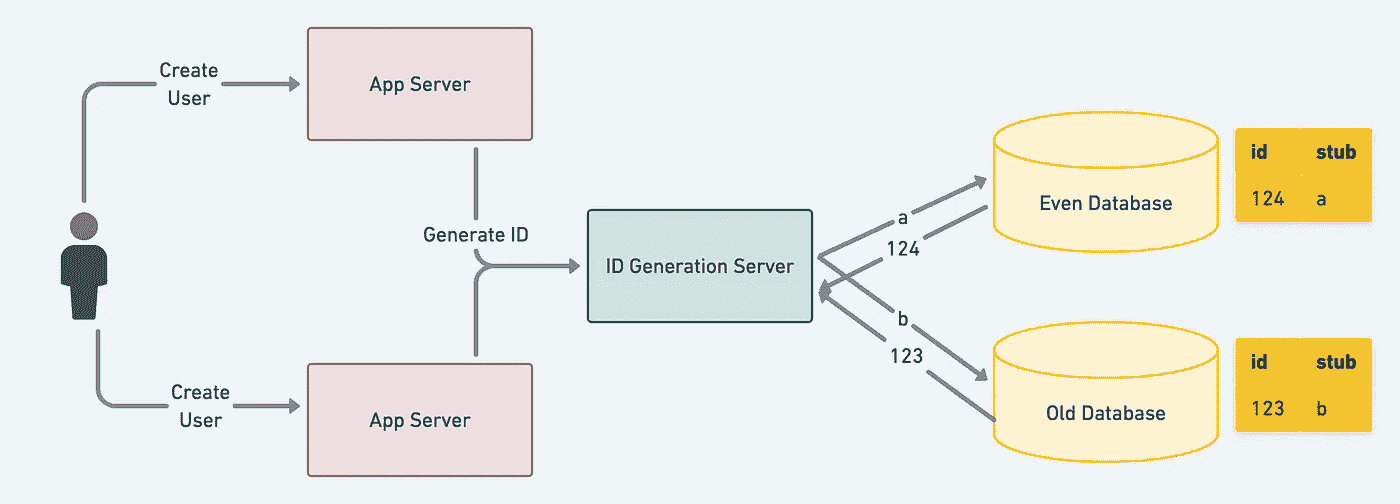 Create
User
App Server
Generate ID
Create
User
App Server
ID Generation Server
a
124
b
123
Even Database
id stub
124 a
Old Database
id stub
123 b